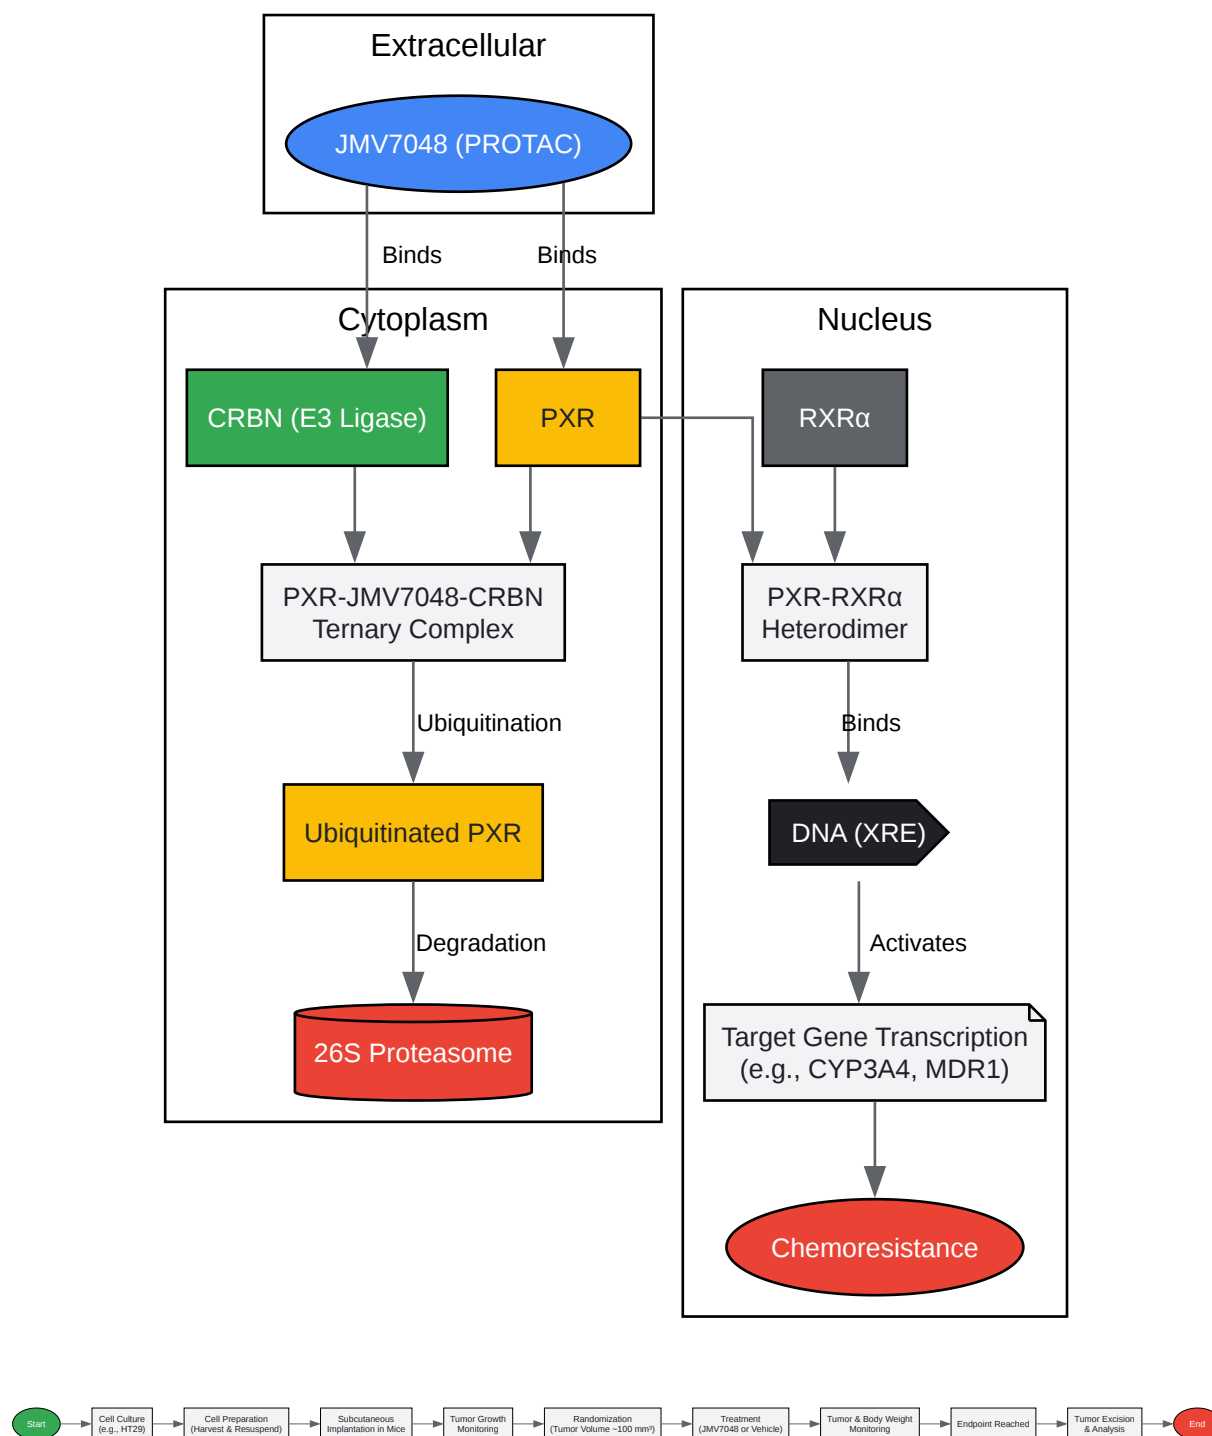 Extracellular
JMV7048 (PROTAC)
Binds
Binds
Cytoplasm
Nucleus
CRBN (E3 Ligase)
PXR
RXRα
PXR-JMV7048-CRBN
Ternary Complex
PXR-RXRα
Heterodimer
Ubiquitination
Binds
Ubiquitinated PXR
DNA (XRE)
Degradation
Activates
26S Proteasome
Target Gene Transcription
(e.g., CYP3A4, MDR1)
Chemoresistance
Start
Cell Culture
(e.g., HT29)
Cell Preparation
(Harvest & Resuspend)
Subcutaneous
Implantation in Mice
Tumor Growth
Monitoring
Randomization
(Tumor Volume ~100 mm³)
Treatment
(JMV7048 or Vehicle)
Tumor & Body Weight
Monitoring
Endpoint Reached
Tumor Excision
& Analysis
End